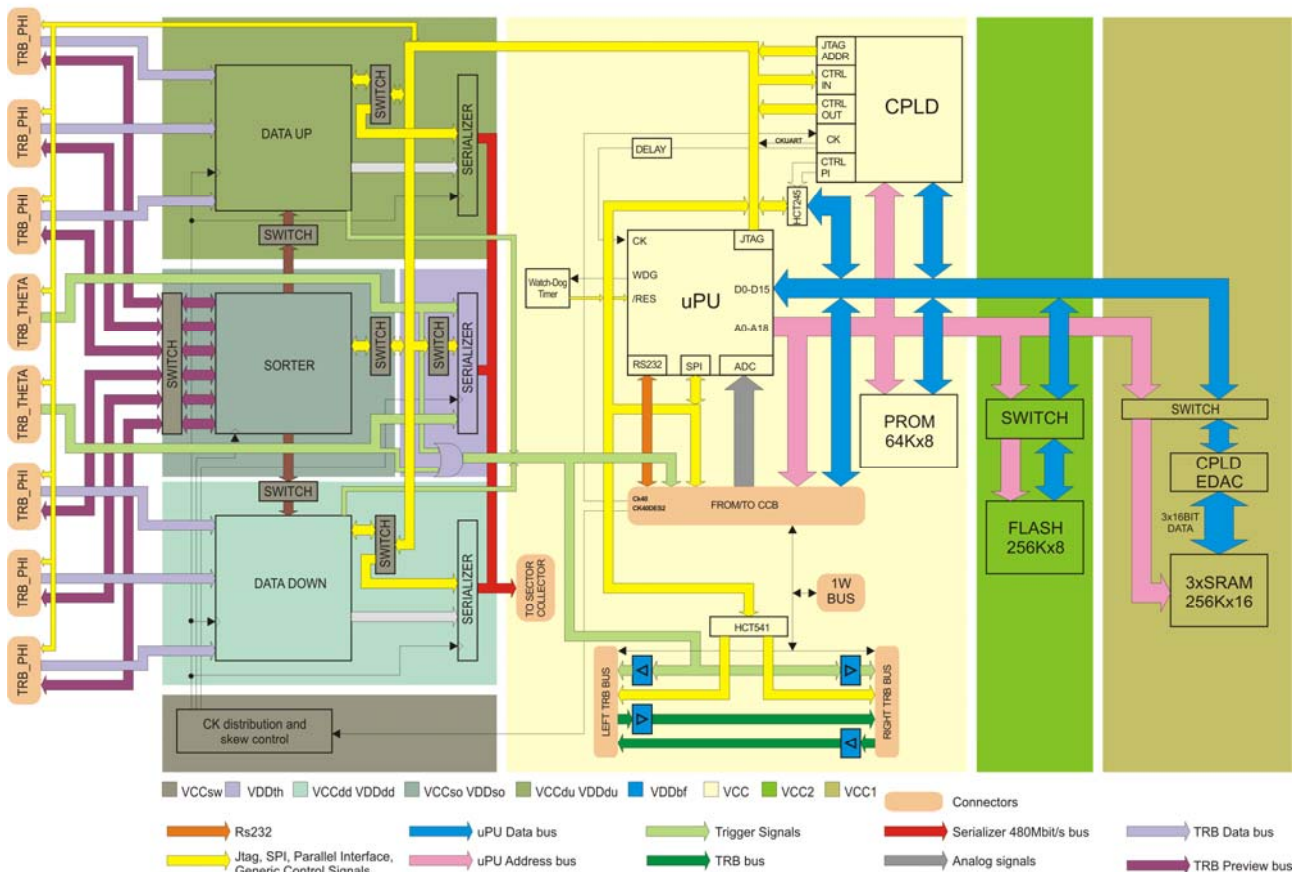 TRB_PHI
TRB_PHI
TRB_PHI
TRB_THETA
TRB_THETA
TRB_PHI
TRB_PHI
TRB_PHI
DATA UP
SWITCH
SERIALIZER
SWITCH
SWITCH
SORTER
SWITCH
SWITCH
SERIALIZER
SWITCH
DATA DOWN
SWITCH
SERIALIZER
TO SECTOR
COLLECTOR
CK distribution and
skew control
JTAG
ADDR
CTRL
IN
CTRL
OUT
CK
CTRL
PI
CPLD
CKUART
DELAY
HCT245
CK
JTAG
WDG
/RES
uPU
D0-D15
A0-A18
RS232
SPI
ADC
Watch-Dog
Timer
PROM
64Kx8
Ck40
CK40DES2
FROM/TO CCB
1W
BUS
HCT541
LEFT TRB BUS
RIGHT TRB BUS
SWITCH
FLASH
256Kx8
SWITCH
CPLD
EDAC
3x16BIT
DATA
3xSRAM
256Kx16
VCCsw
VDDth
VCCdd VDDdd
VCCso VDDso
VCCdu VDDdu
VDDbf
VCC
VCC2
VCC1
Connectors
Rs232
uPU Data bus
Trigger Signals
Serializer 480Mbit/s bus
TRB Data bus
Jtag, SPI, Parallel Interface,
Generic Control Signals
uPU Address bus
TRB bus
Analog signals
TRB Preview bus